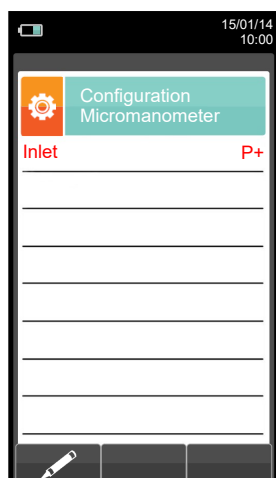 15/01/14
10:00
Configuration
Micromanometer
Inlet P+